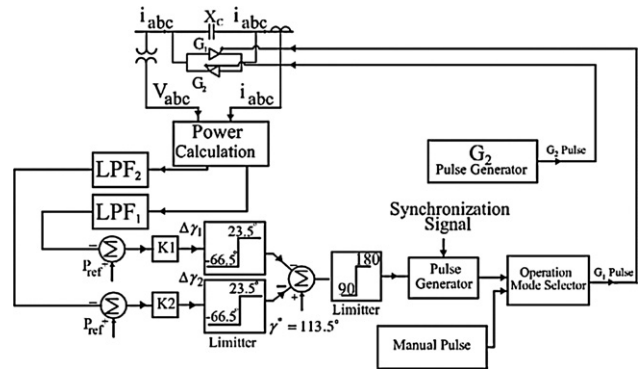 i_abc X_C i_abc
G_1
G_2
V_abc i_abc
Power
Calculation
LPF_2
LPF_1
G_2
Pulse Generator
G_2 Pulse
Synchronization
Signal
Σ
P_ref
K1
Δγ_1
23.5°
-66.5°
Σ
P_ref
K2
Δγ_2
23.5°
-66.5°
Limitter
Σ
γ* = 113.5°
180
90
Limitter
Pulse
Generator
Operation
Mode Selector
G_1 Pulse
Manual Pulse